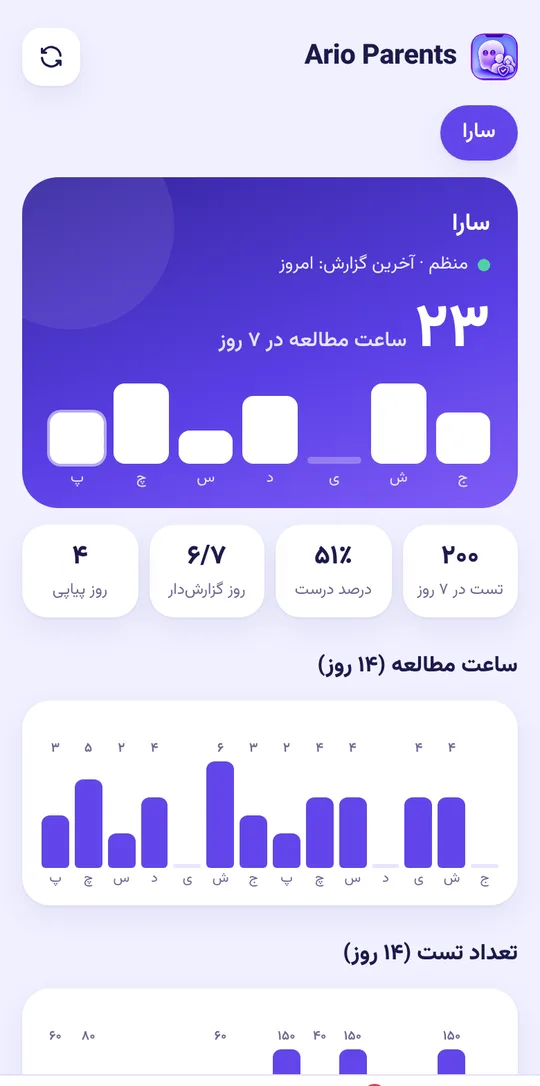 Ario Parents
سارا
سارا
منظم · آخرین گزارش: امروز
۲۳ ساعت مطالعه در ۷ روز
ج ش ی د س چ پ
۲۰۰ ۵۱٪ ۶/۷ ۴
تست در ۷ روز درصد درست روز گزارش‌دار روز پیاپی
ساعت مطالعه (۱۴ روز)
۴ ۴ ۴ ۴ ۲ ۳ ۶ ۴ ۲ ۵ ۳
ج ش ی د س چ پ ج ش ی د س چ پ
تعداد تست (۱۴ روز)
۱۵۰ ۱۵۰ ۴۰ ۱۵۰ ۶۰ ۸۰ ۶۰